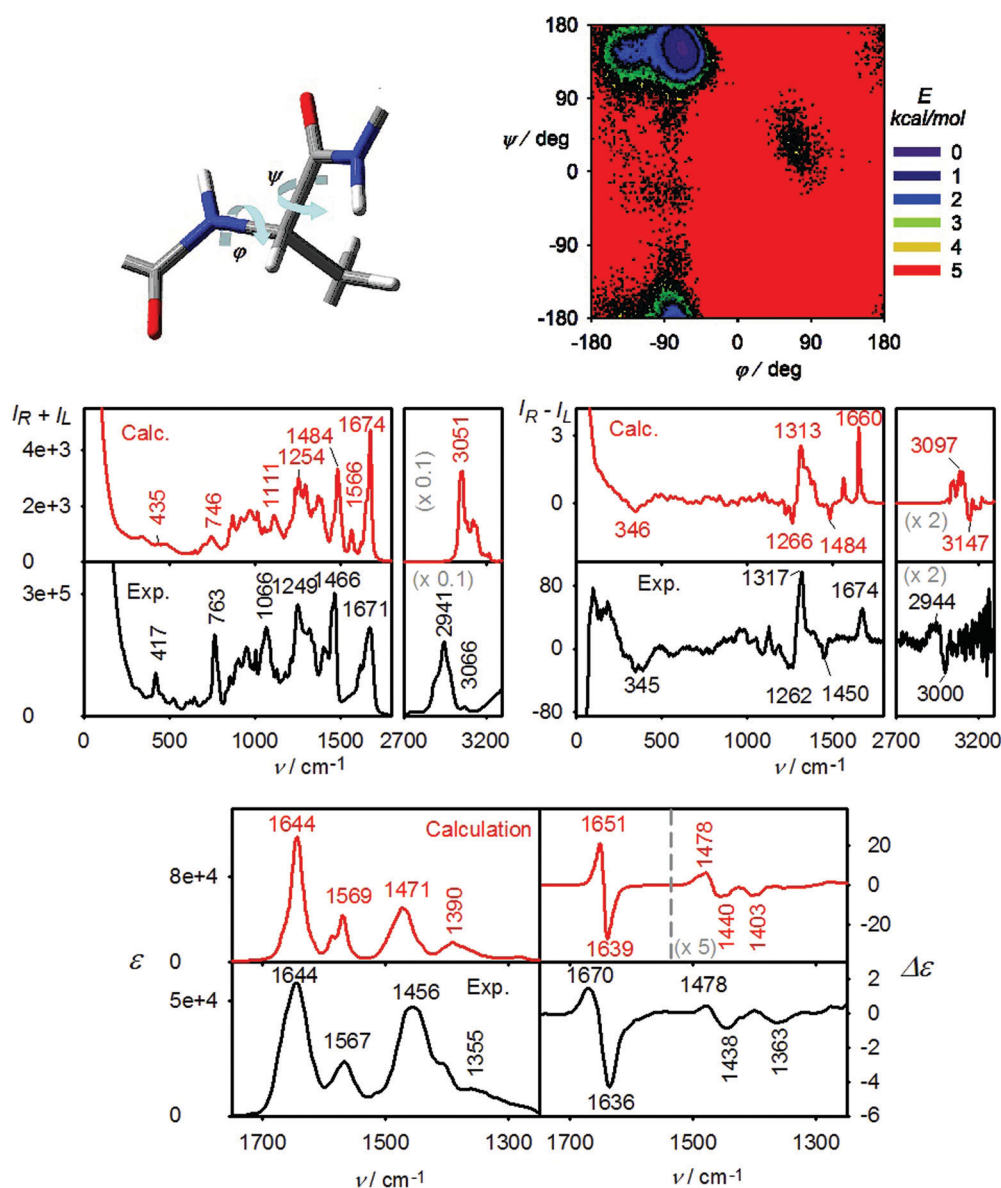 ψ
φ
180
90
0
-90
-180
ψ / deg
-180 -90 0 90 180
φ / deg
E
kcal/mol
0
1
2
3
4
5
I_R + I_L
4e+3
2e+3
0
Calc.
435
746
1111
1254
1484
1566
1674
(x 0.1)
3051
3e+5
0
Exp.
417
763
1066
1249
1466
1671
(x 0.1)
2941
3066
0 500 1000 1500 2700 3200
ν / cm⁻¹
I_R - I_L
3
0
Calc.
346
1266
1313
1484
1660
3097
(x 2)
3147
80
0
-80
Exp.
345
1262
1317
1450
1674
(x 2)
2944
3000
0 500 1000 1500 2700 3200
ν / cm⁻¹
ε
8e+4
0
1644
Calculation
1569
1471
1390
5e+4
0
1644
Exp.
1567
1456
1355
1700 1500 1300
ν / cm⁻¹
1651
1639
1478
1440
1403
(x 5)
20
0
-20
Δε
1670
1636
1478
1438
1363
2
0
-2
-4
-6
1700 1500 1300
ν / cm⁻¹